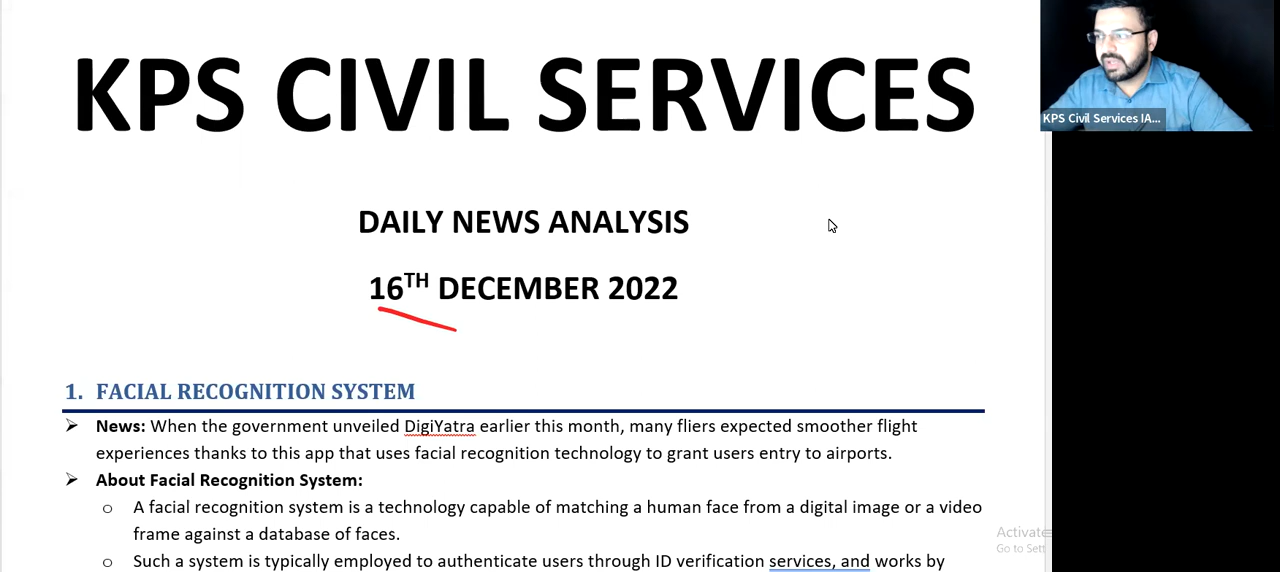 KPS CIVIL SERVICES
KPS Civil Services IA...
DAILY NEWS ANALYSIS
16TH DECEMBER 2022
1. FACIAL RECOGNITION SYSTEM
➢ News: When the government unveiled DigiYatra earlier this month, many fliers expected smoother flight
experiences thanks to this app that uses facial recognition technology to grant users entry to airports.
➢ About Facial Recognition System:
o A facial recognition system is a technology capable of matching a human face from a digital image or a video
frame against a database of faces.
o Such a system is typically employed to authenticate users through ID verification services, and works by
Activate
Go to Sett